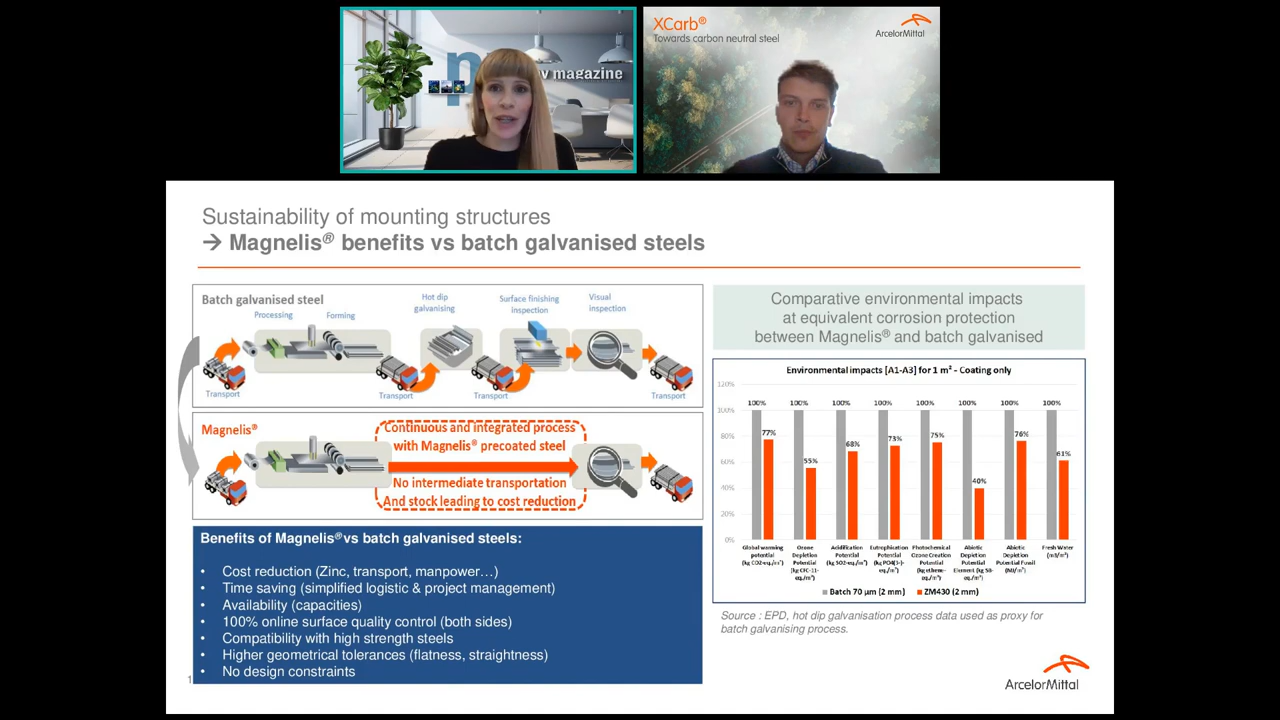 v magazine
XCarb®
Towards carbon neutral steel
ArcelorMittal
Sustainability of mounting structures
→ Magnelis® benefits vs batch galvanised steels
Batch galvanised steel
Processing
Forming
Hot dip
galvanising
Surface finishing
inspection
Visual
inspection
Transport
Transport
Transport
Transport
Magnelis®
Continuous and integrated process
with Magnelis® precoated steel
No intermediate transportation
And stock leading to cost reduction
Benefits of Magnelis® vs batch galvanised steels:
• Cost reduction (Zinc, transport, manpower…)
• Time saving (simplified logistic & project management)
• Availability (capacities)
• 100% online surface quality control (both sides)
• Compatibility with high strength steels
• Higher geometrical tolerances (flatness, straightness)
• No design constraints
Comparative environmental impacts
at equivalent corrosion protection
between Magnelis® and batch galvanised
Environmental impacts [A1-A3] for 1 m² - Coating only
120%
100%
80%
60%
40%
20%
0%
100% 100% 100% 100% 100% 100% 100% 100%
77% 55% 68% 73% 75% 40% 76% 61%
Global warming
potential
(kg CO2-eq./m²)
Ozone
Depletion
Potential
(kg CFC-11-
eq./m²)
Acidification
Potential
(kg SO2-eq./m²)
Eutrophication
Potential
(kg PO4(3-)-
eq./m²)
Photochemical
Ozone Creation
Potential
(kg ethene-
eq./m²)
Abiotic
Depletion
Potential
Element (kg Sb-
eq./m²)
Abiotic
Depletion
Potential Fossil
(MJ/m²)
Fresh Water
(m3/m²)
Batch 70 µm (2 mm)
ZM430 (2 mm)
Source : EPD, hot dip galvanisation process data used as proxy for
batch galvanising process.
ArcelorMittal
1